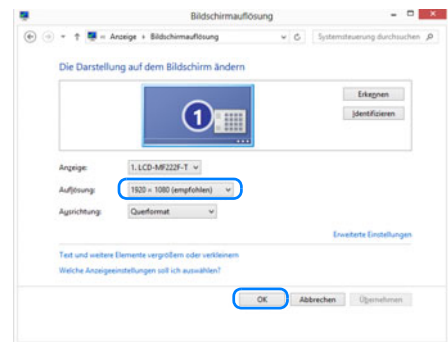 Bildschirmauflösung
« Anzeige › Bildschirmauflösung
Systemsteuerung durchsuchen
Die Darstellung auf dem Bildschirm ändern
1
Erkennen
Identifizieren
Anzeige: 1. LCD-MF222F-T
Auflösung: 1920 × 1080 (empfohlen)
Ausrichtung: Querformat
Erweiterte Einstellungen
Text und weitere Elemente vergrößern oder verkleinern
Welche Anzeigeeinstellungen soll ich auswählen?
OK Abbrechen Übernehmen